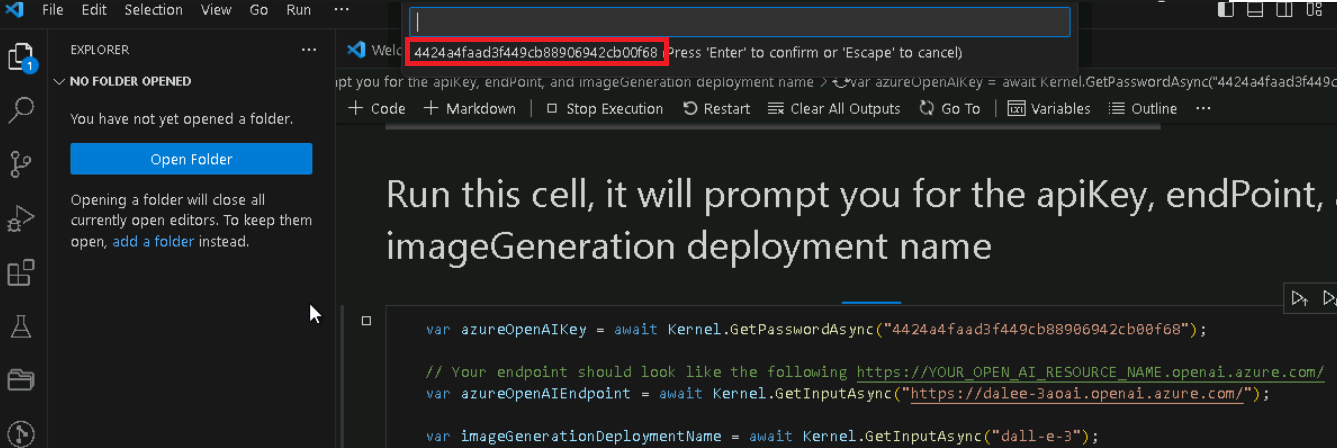 File Edit Selection View Go Run ···
EXPLORER ···
1
NO FOLDER OPENED
You have not yet opened a folder.
Open Folder
Opening a folder will close all
currently open editors. To keep them
open, add a folder instead.
Welc
4424a4faad3f449cb88906942cb00f68 (Press 'Enter' to confirm or 'Escape' to cancel)
pt you for the apiKey, endPoint, and imageGeneration deployment name > var azureOpenAIKey = await Kernel.GetPasswordAsync("4424a4faad3f449c
+ Code + Markdown Stop Execution Restart Clear All Outputs Go To Variables Outline ···
Run this cell, it will prompt you for the apiKey, endPoint,
imageGeneration deployment name
var azureOpenAIKey = await Kernel.GetPasswordAsync("4424a4faad3f449cb88906942cb00f68");
// Your endpoint should look like the following https://YOUR_OPEN_AI_RESOURCE_NAME.openai.azure.com/
var azureOpenAIEndpoint = await Kernel.GetInputAsync("https://dalee-3aoai.openai.azure.com/");
var imageGenerationDeploymentName = await Kernel.GetInputAsync("dall-e-3");